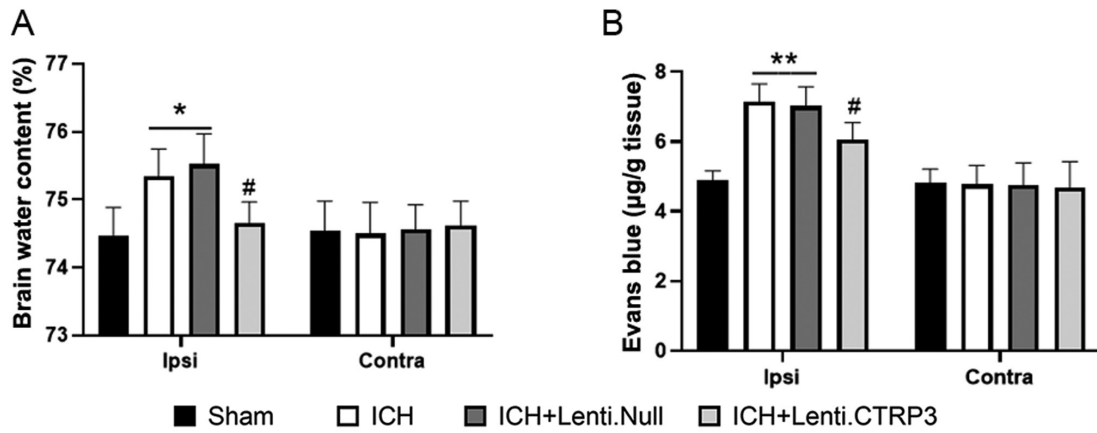 A
Brain water content (%)
77
76
75
74
73
*
#
Ipsi
Contra
B
Evans blue (µg/g tissue)
8
6
4
2
0
**
#
Ipsi
Contra
Sham
ICH
ICH+Lenti.Null
ICH+Lenti.CTRP3